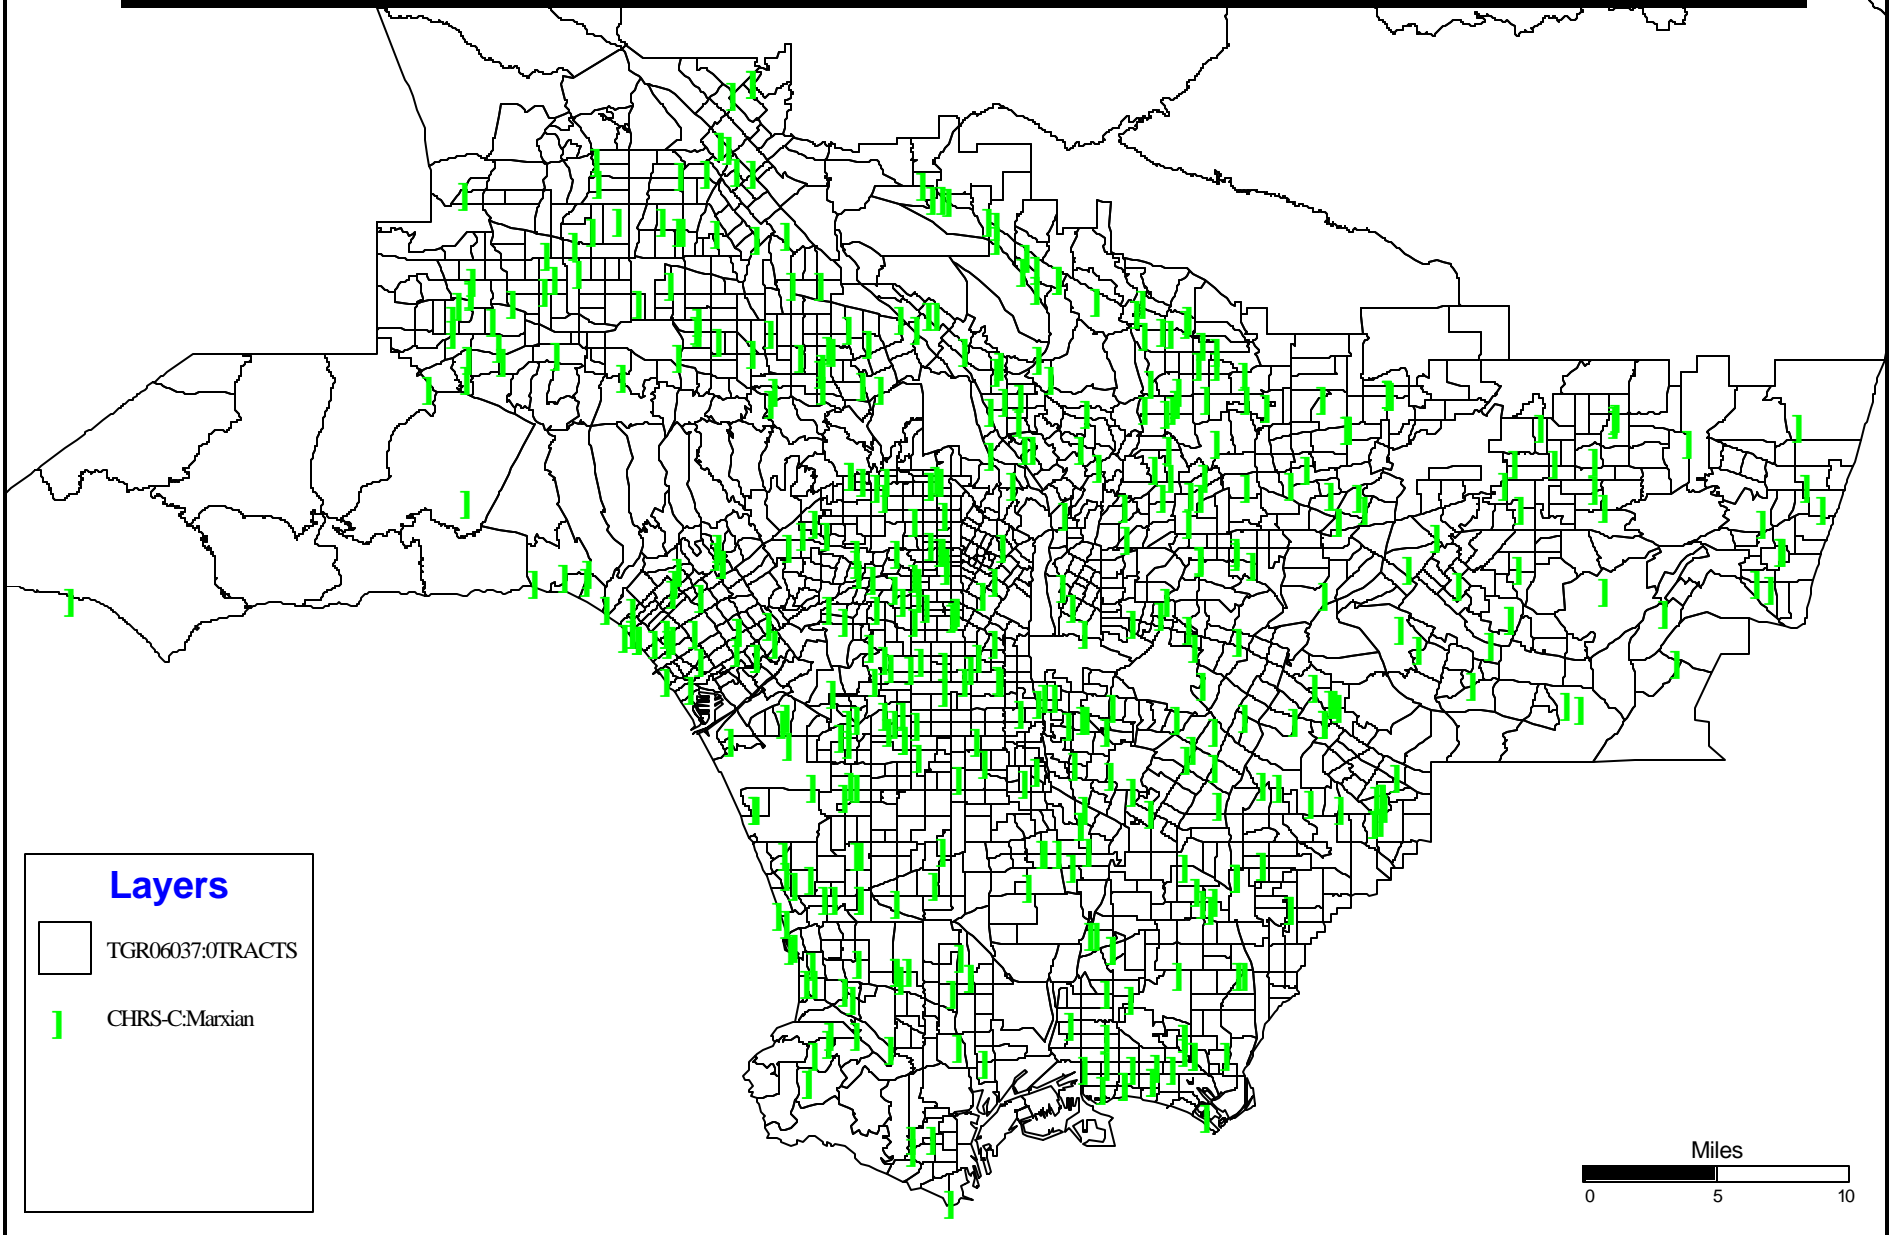 Layers
TGR06037:0TRACTS
] CHRS-C:Marxian
Miles
0 5 10